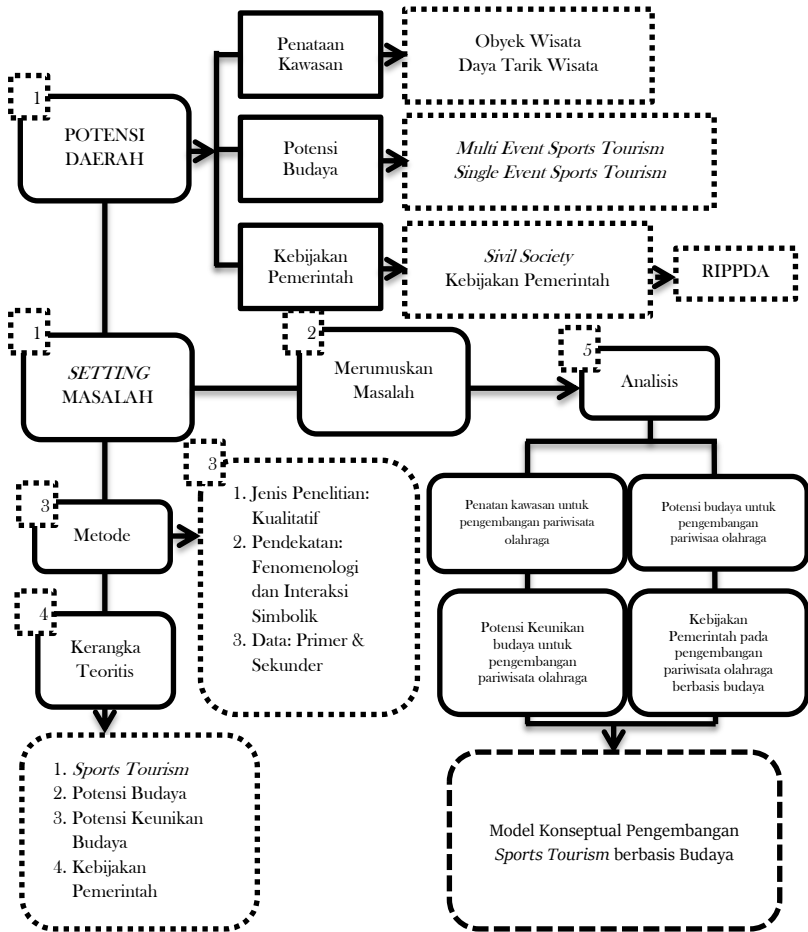 1
POTENSI
DAERAH
Penataan
Kawasan
Obyek Wisata
Daya Tarik Wisata
Potensi
Budaya
Multi Event Sports Tourism
Single Event Sports Tourism
Kebijakan
Pemerintah
Sivil Society
Kebijakan Pemerintah
RIPPDA
1
SETTING
MASALAH
2
Merumuskan
Masalah
5
Analisis
3
Metode
3
1. Jenis Penelitian:
Kualitatif
2. Pendekatan:
Fenomenologi
dan Interaksi
Simbolik
3. Data: Primer &
Sekunder
4
Kerangka
Teoritis
1. Sports Tourism
2. Potensi Budaya
3. Potensi Keunikan
Budaya
4. Kebijakan
Pemerintah
Penatan kawasan untuk
pengembangan pariwisata
olahraga
Potensi budaya untuk
pengembangan
pariwisaa olahraga
Potensi Keunikan
budaya untuk
pengembangan
pariwisata olahraga
Kebijakan
Pemerintah pada
pengembangan
pariwisata olahraga
berbasis budaya
Model Konseptual Pengembangan
Sports Tourism berbasis Budaya